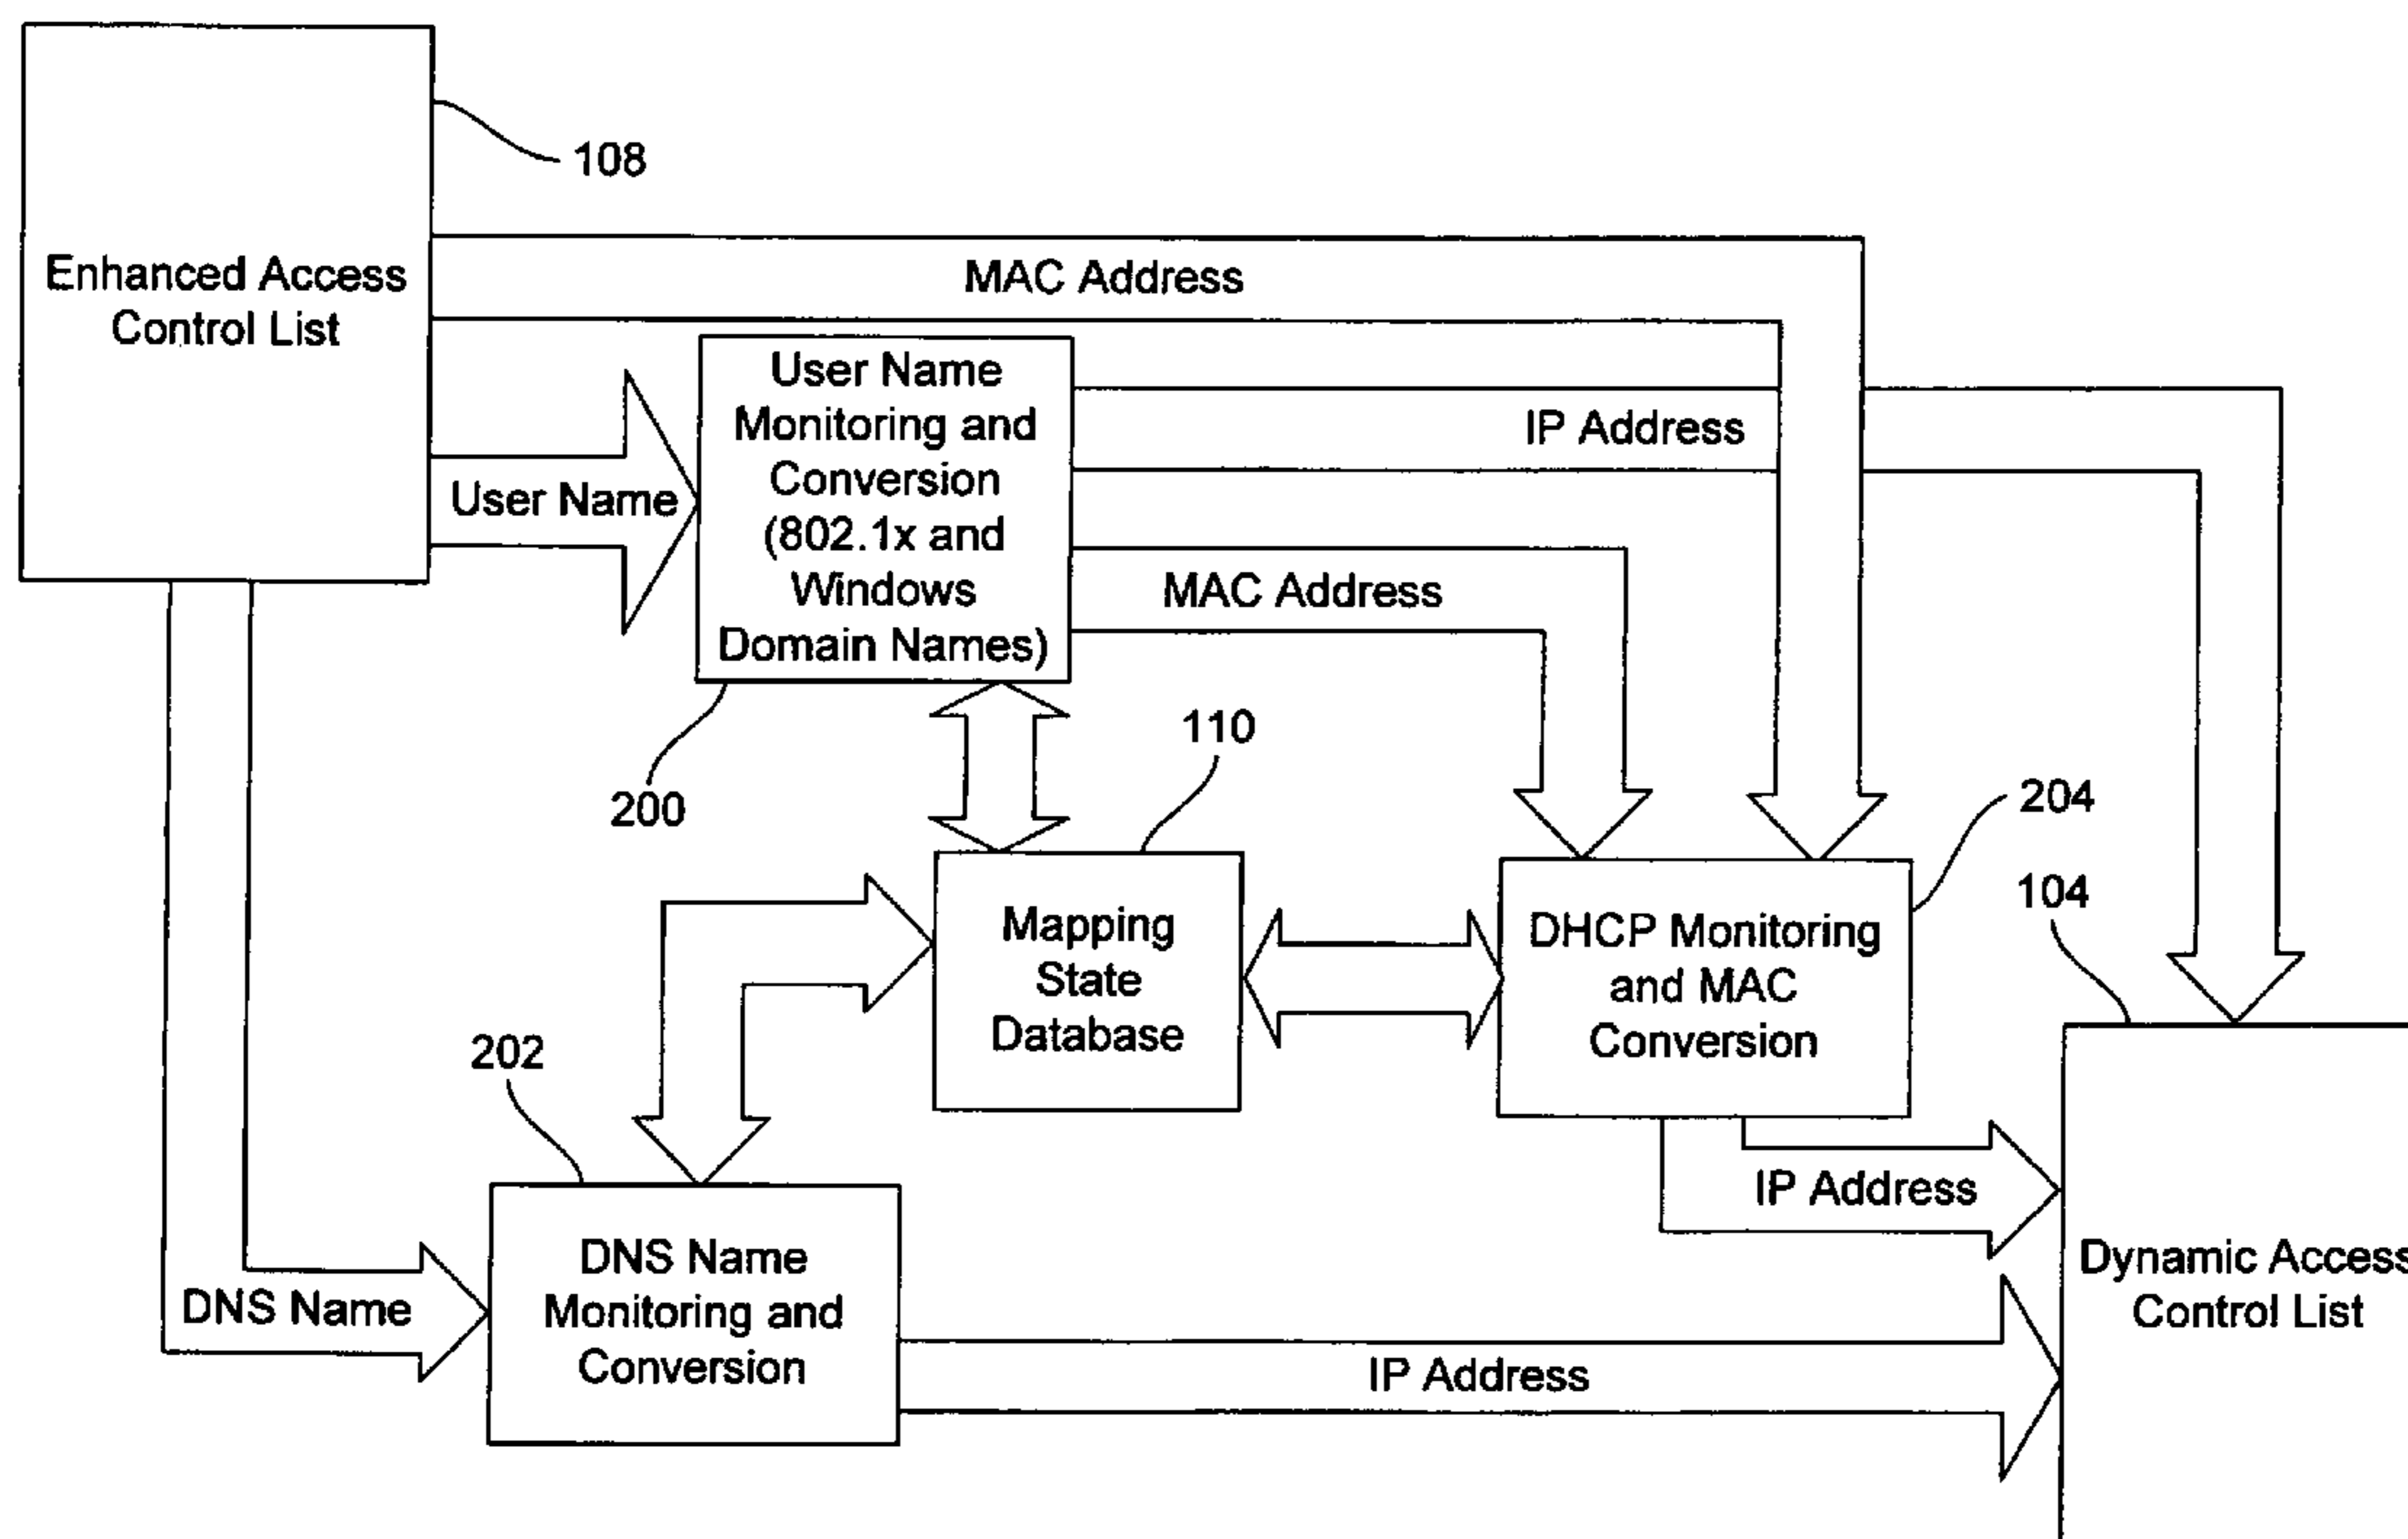 108
Enhanced Access
Control List
MAC Address
User Name
Monitoring and
Conversion
(802.1x and
Windows
Domain Names)
IP Address
User Name
MAC Address
200
110
204
104
Mapping
State
Database
DHCP Monitoring
and MAC
Conversion
202
IP Address
DNS Name
DNS Name
Monitoring and
Conversion
Dynamic Access
Control List
IP Address